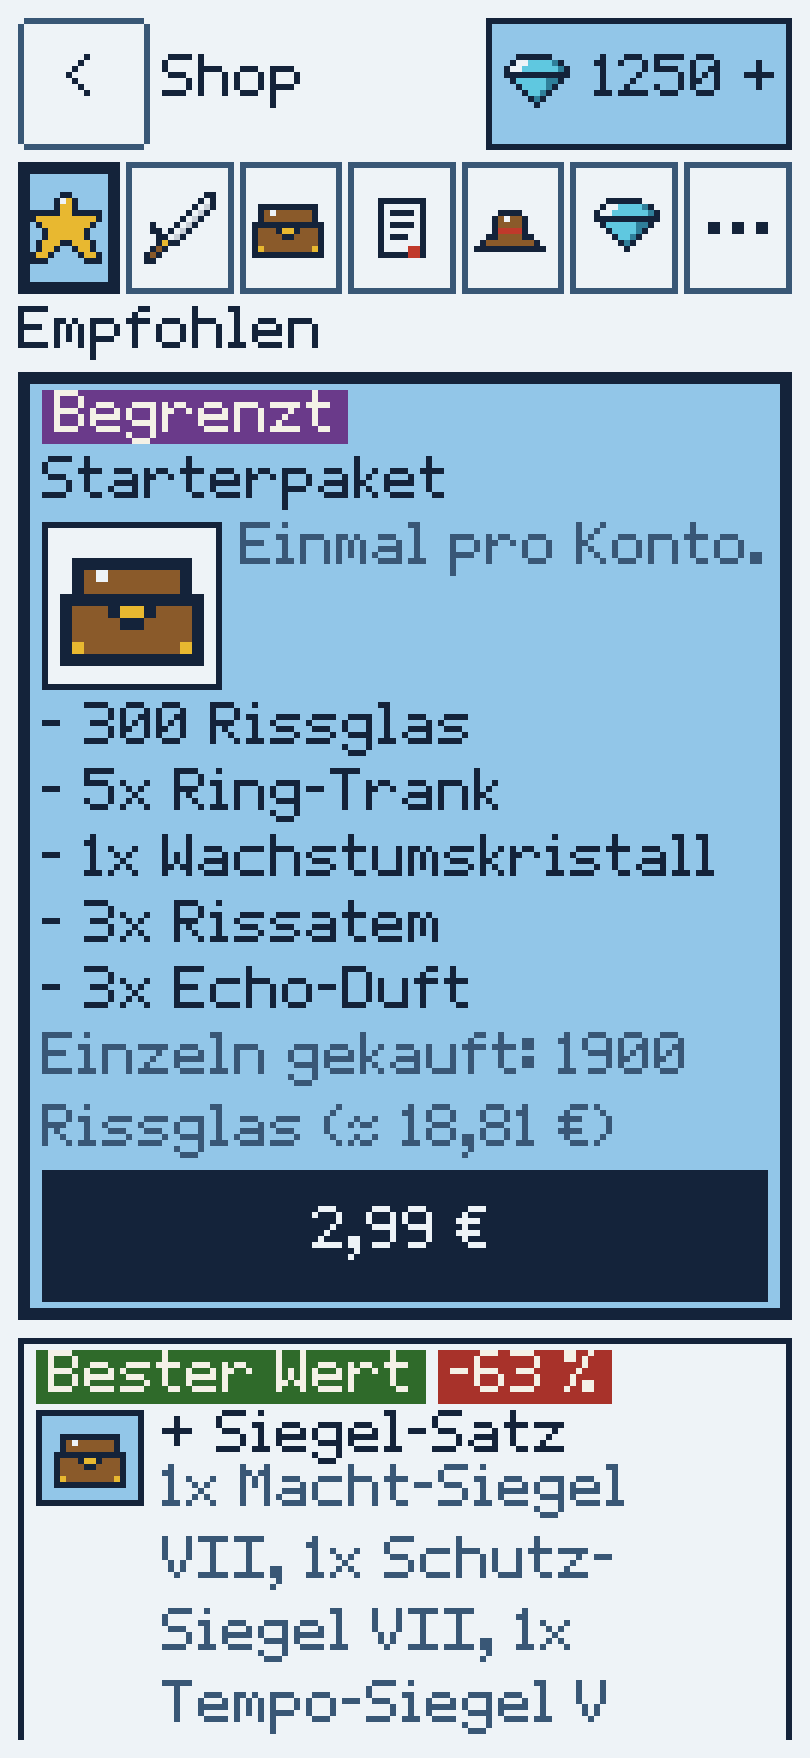 < Shop 1250 +
...
Empfohlen
Begrenzt
Starterpaket
Einmal pro Konto.
- 300 Rissglas
- 5x Ring-Trank
- 1x Wachstumskristall
- 3x Rissatem
- 3x Echo-Duft
Einzeln gekauft: 1900
Rissglas (≈ 18,81 €)
2,99 €
Bester Wert -63 %
+ Siegel-Satz
1x Macht-Siegel
VII, 1x Schutz-
Siegel VII, 1x
Tempo-Siegel V